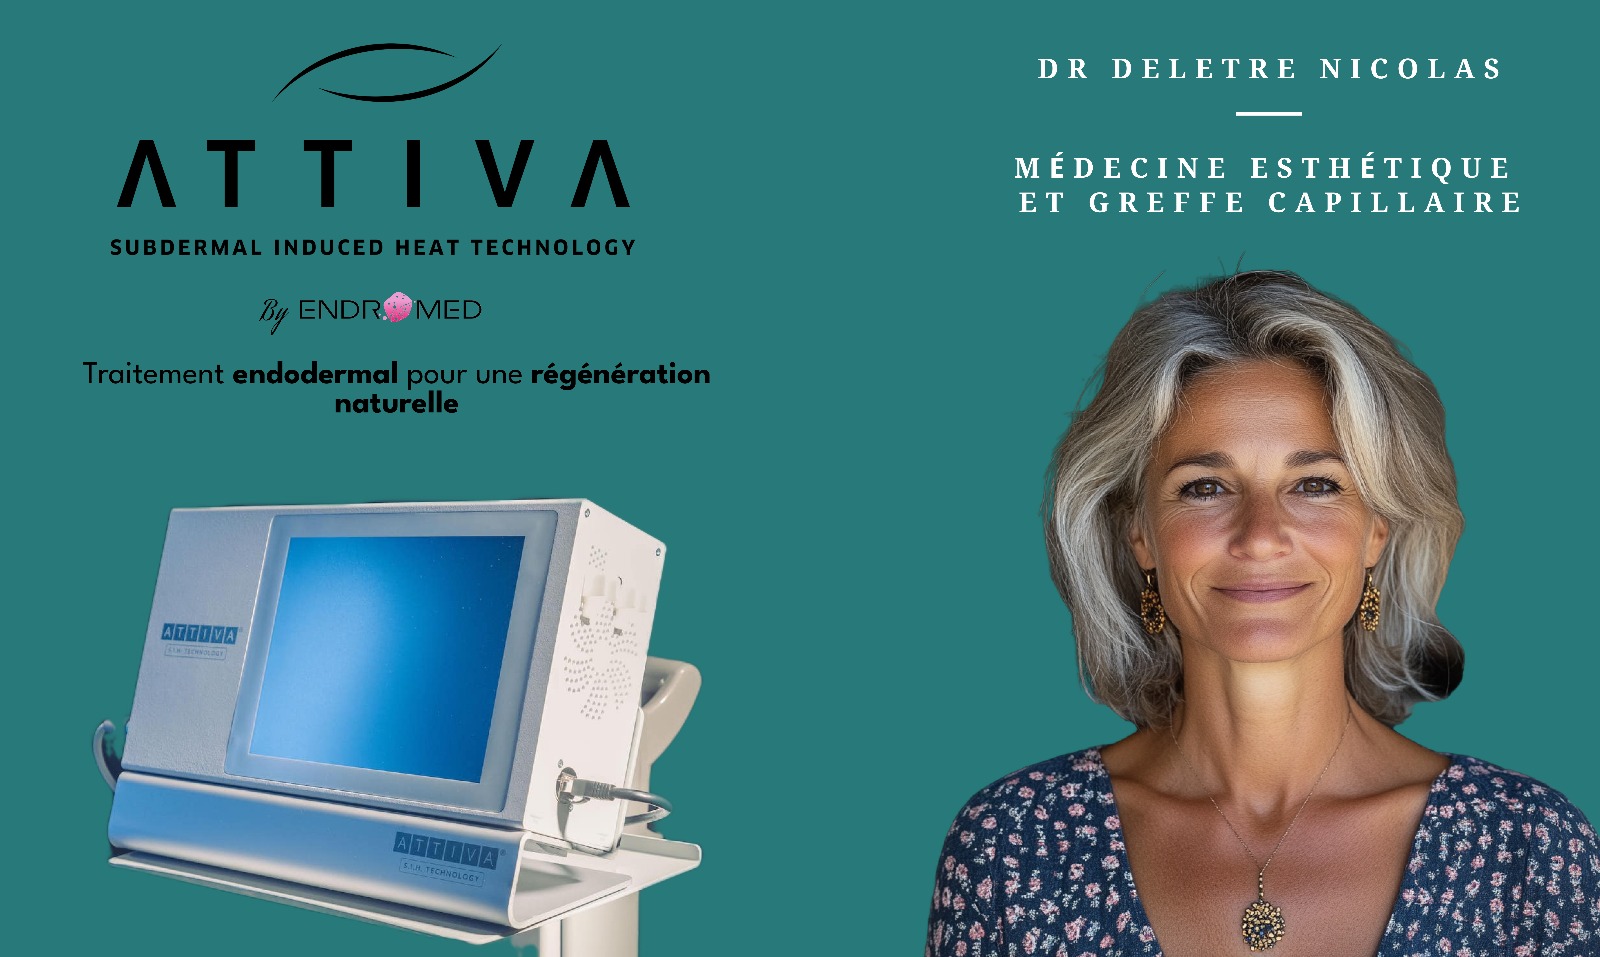 ATTIVA
SUBDERMAL INDUCED HEAT TECHNOLOGY
By ENDROMED
Traitement endodermal pour une régénération
naturelle
DR DELETRE NICOLAS
MÉDECINE ESTHÉTIQUE
ET GREFFE CAPILLAIRE
ATTIVA
S.I.H. TECHNOLOGY
ATTIVA®
S.I.H. TECHNOLOGY